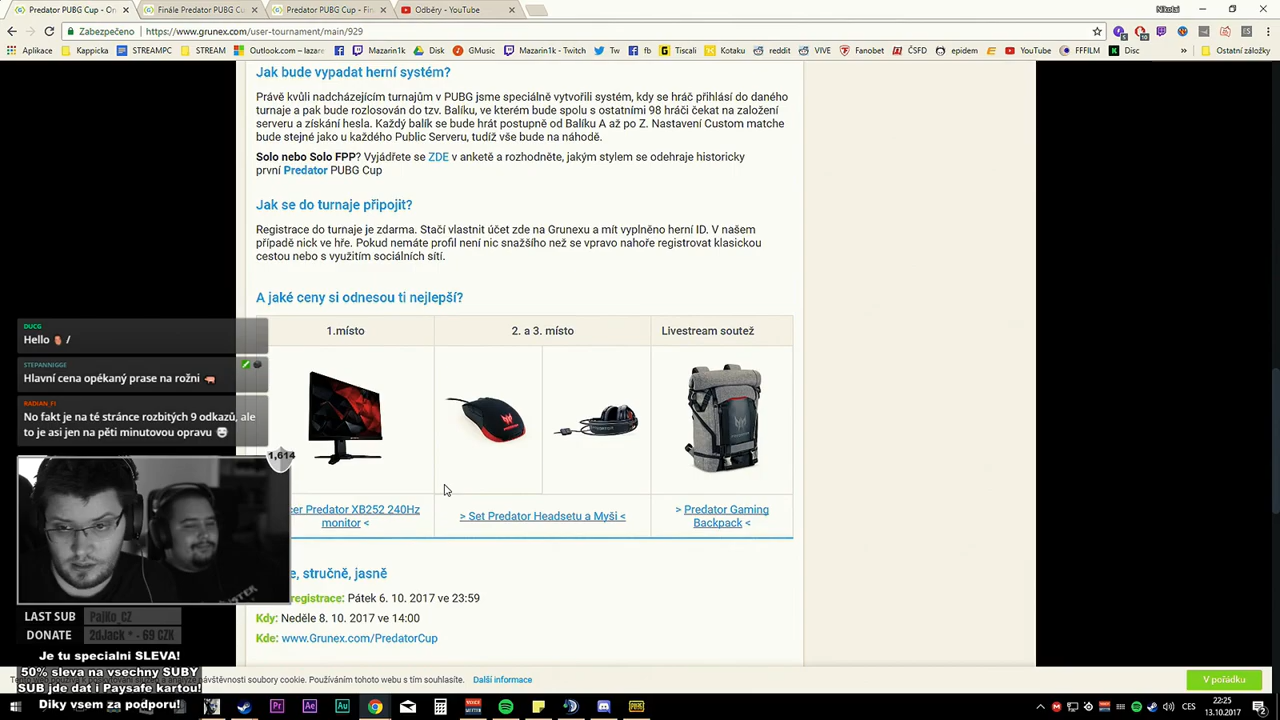 Predator PUBG Cup - On
Finále Predator PUBG Cup
Predator PUBG Cup - Fin
Odběry - YouTube
Nikolai
Zabezpečeno
https://www.grunex.com/user-tournament/main/929
Aplikace
Kappicka
STREAMPC
STREAM
Outlook.com – lazare
Mazarin1k
Disk
GMusic
Mazarin1k - Twitch
Tw
fb
Tiscali
Kotaku
reddit
VIVE
Fanobet
ČSFD
epidem
YouTube
FFFILM
Disc
Ostatní záložky
Jak bude vypadat herní systém?
Právě kvůli nadcházejícím turnajům v PUBG jsme speciálně vytvořili systém, kdy se hráč přihlásí do daného
turnaje a pak bude rozlosován do tzv. Balíku, ve kterém bude spolu s ostatními 98 hráči čekat na založení
serveru a získání hesla. Každý balík se bude hrát postupně od Balíku A až po Z. Nastavení Custom matche
bude stejné jako u každého Public Serveru, tudíž vše bude na náhodě.
Solo nebo Solo FPP? Vyjádřete se ZDE v anketě a rozhodněte, jakým stylem se odehraje historicky
první Predator PUBG Cup
Jak se do turnaje připojit?
Registrace do turnaje je zdarma. Stačí vlastnit účet zde na Grunexu a mít vyplněno herní ID. V našem
případě nick ve hře. Pokud nemáte profil není nic snažšího než se vpravo nahoře registrovat klasickou
cestou nebo s využitím sociálních sítí.
A jaké ceny si odnesou ti nejlepší?
1.místo
2. a 3. místo
Livestream soutež
DUCG
Hello /
STEPANNIGGE
Hlavní cena opékaný prase na rožni
RADIAN_FI
No fakt je na té stránce rozbitých 9 odkazů, ale
to je asi jen na pěti minutovou opravu
1,614
cer Predator XB252 240Hz
monitor <
> Set Predator Headsetu a Myši <
> Predator Gaming
Backpack <
e, stručně, jasně
registrace: Pátek 6. 10. 2017 ve 23:59
Kdy: Neděle 8. 10. 2017 ve 14:00
Kde: www.Grunex.com/PredatorCup
LAST SUB
PajKo_CZ
DONATE
2dJack * - 69 CZK
Je tu specialni SLEVA!
50% sleva na vsechny SUBY
SUB jde dat i Paysafe kartou!
Diky vsem za podporu!
návštěvnosti soubory cookie. Používáním tohoto webu s tím souhlasíte.
Další informace
V pořádku
CES
22:25
13.10.2017